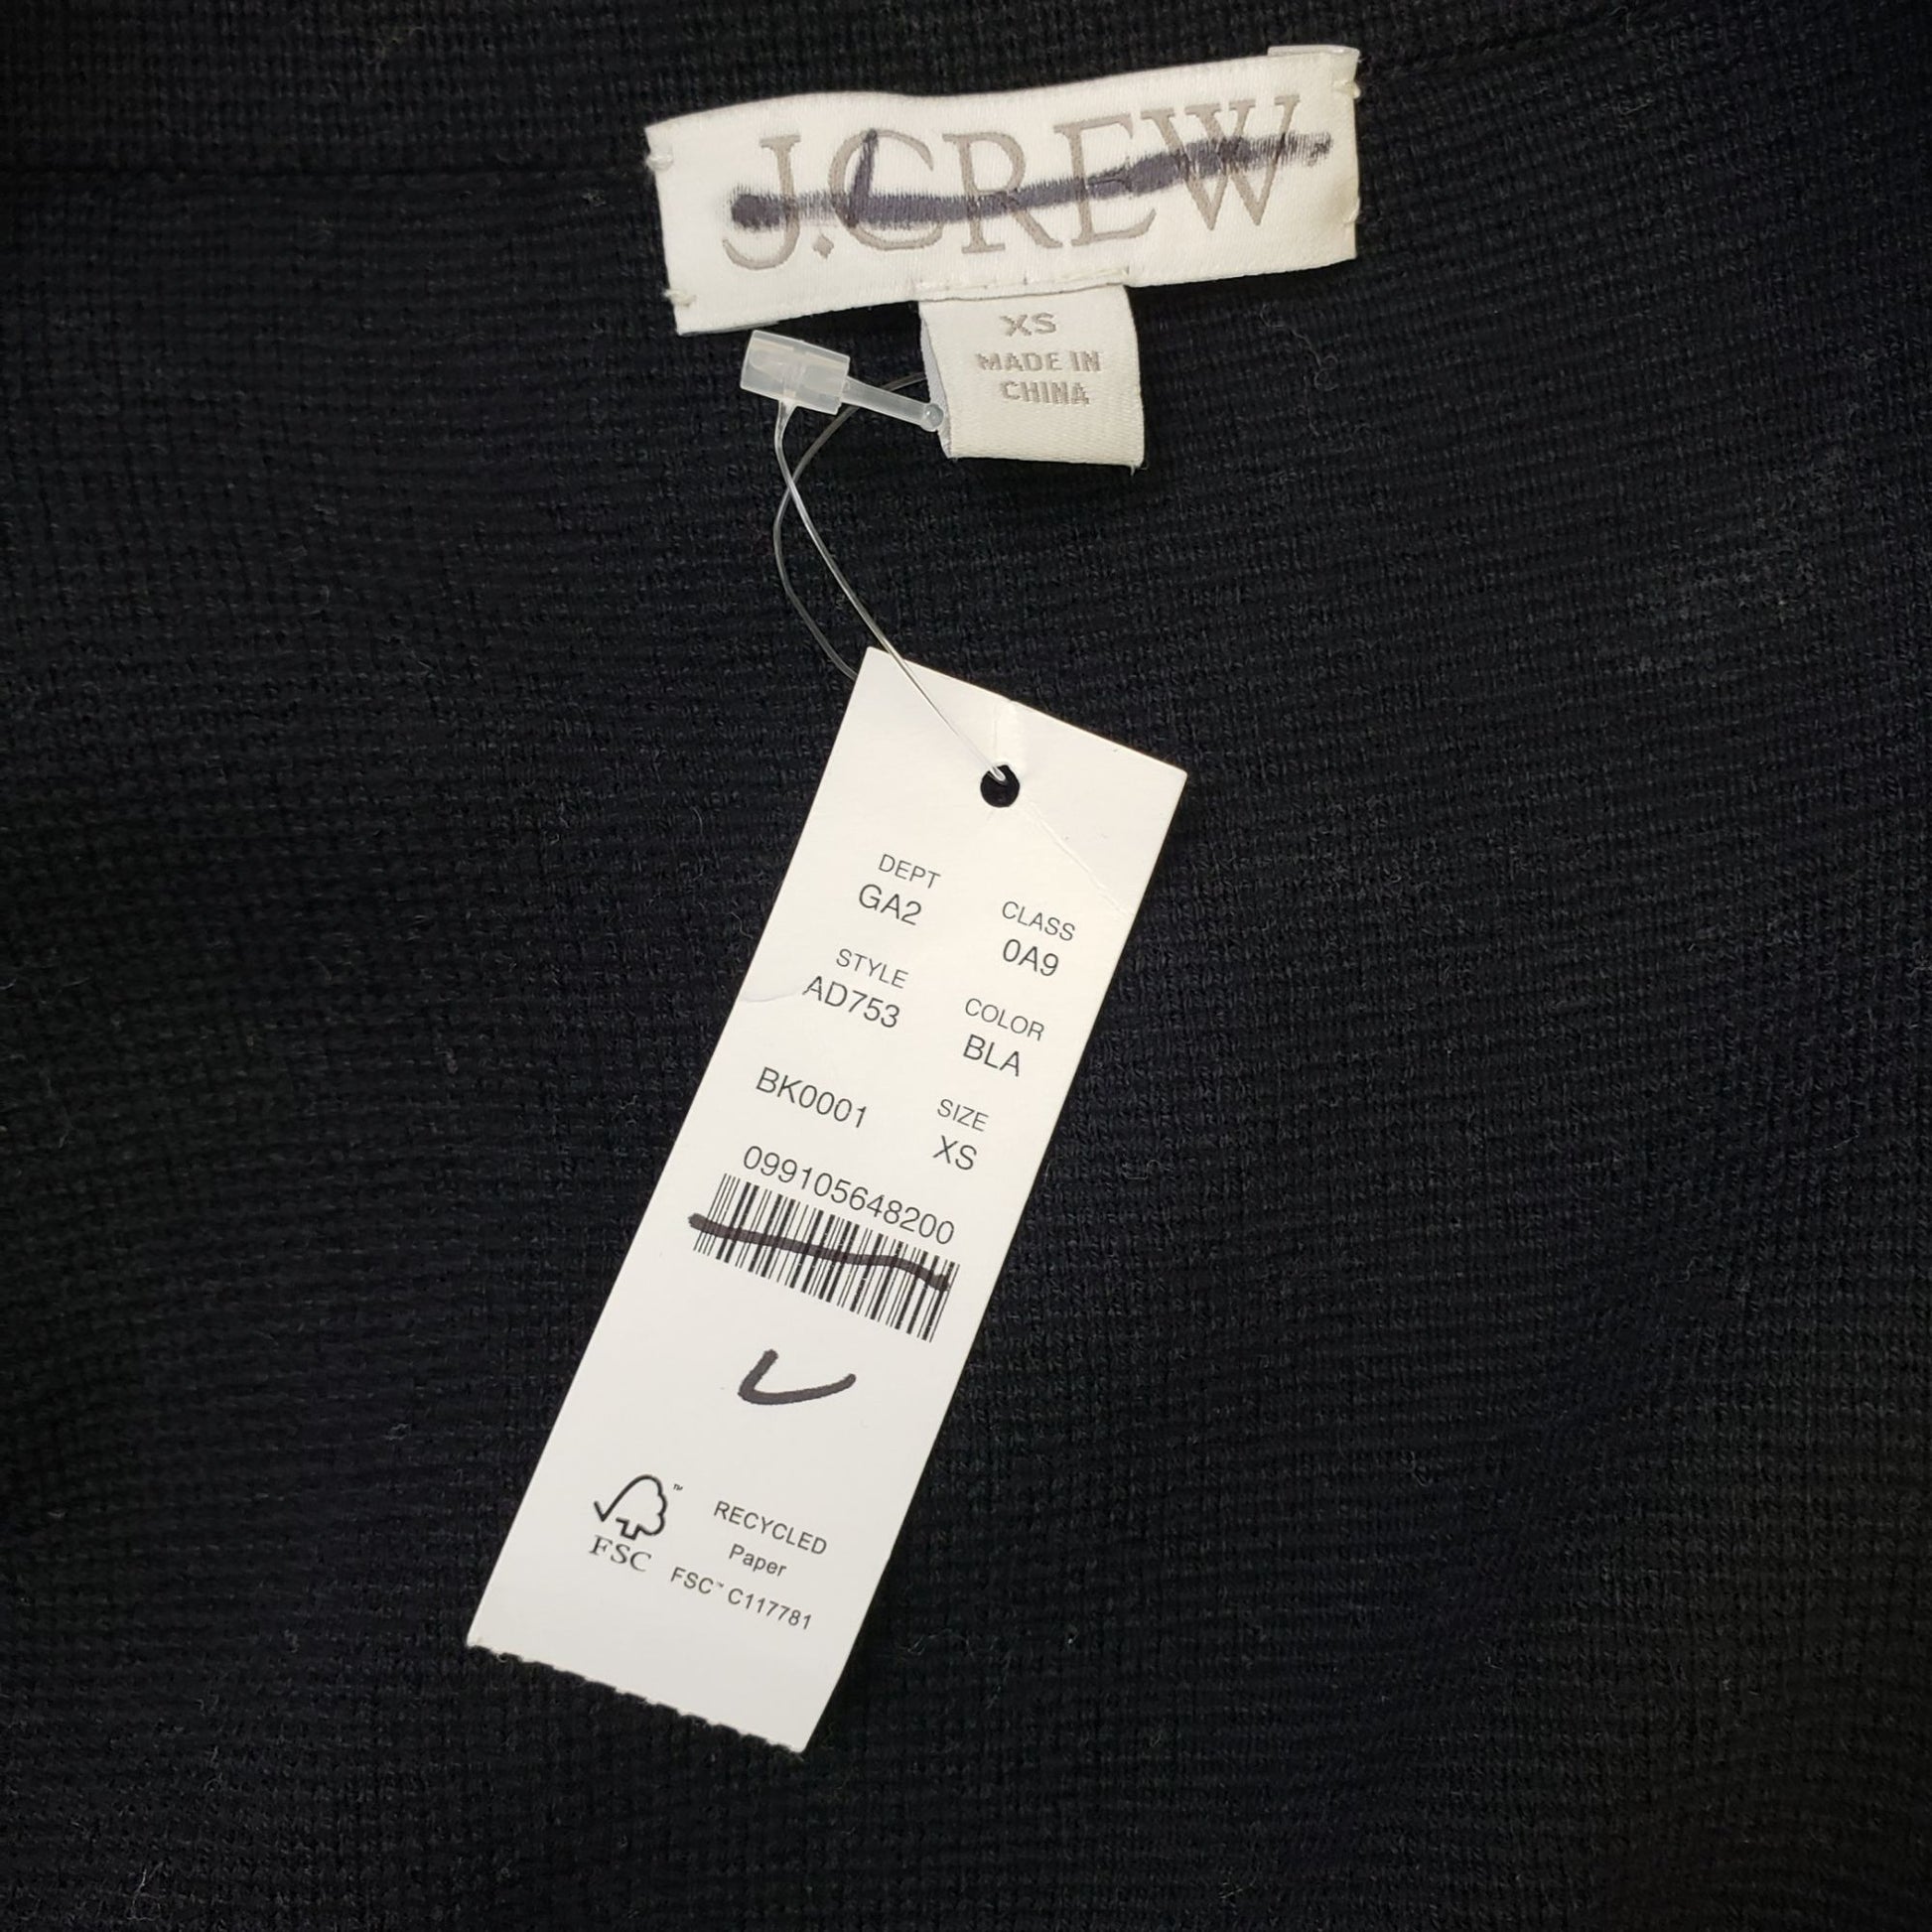 J.CREW
XS
MADE IN
CHINA
DEPT CLASS
GA2 0A9
STYLE COLOR
AD753 BLA
BK0001 SIZE
XS
099105648200
FSC
RECYCLED
Paper
FSC™ C117781